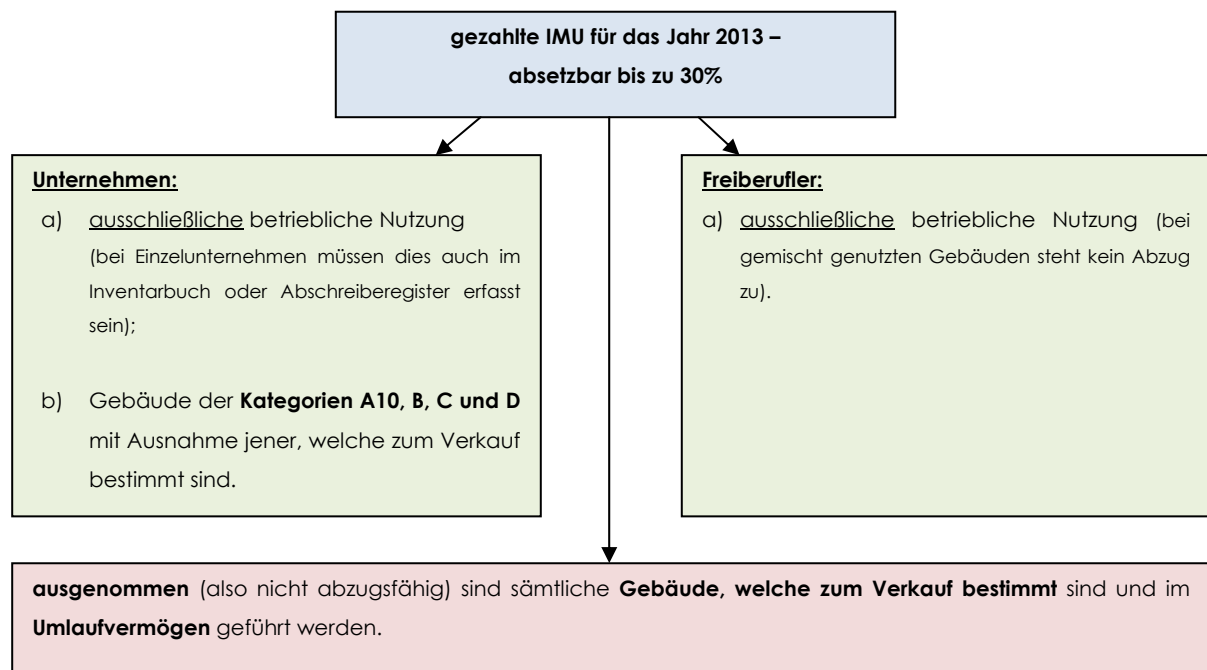 gezahlte IMU für das Jahr 2013 –
absetzbar bis zu 30%
Unternehmen:
a) ausschließliche betriebliche Nutzung
(bei Einzelunternehmen müssen dies auch im
Inventarbuch oder Abschreiberegister erfasst
sein);
b) Gebäude der Kategorien A10, B, C und D
mit Ausnahme jener, welche zum Verkauf
bestimmt sind.
Freiberufler:
a) ausschließliche betriebliche Nutzung (bei
gemischt genutzten Gebäuden steht kein Abzug
zu).
ausgenommen (also nicht abzugsfähig) sind sämtliche Gebäude, welche zum Verkauf bestimmt sind und im
Umlaufvermögen geführt werden.